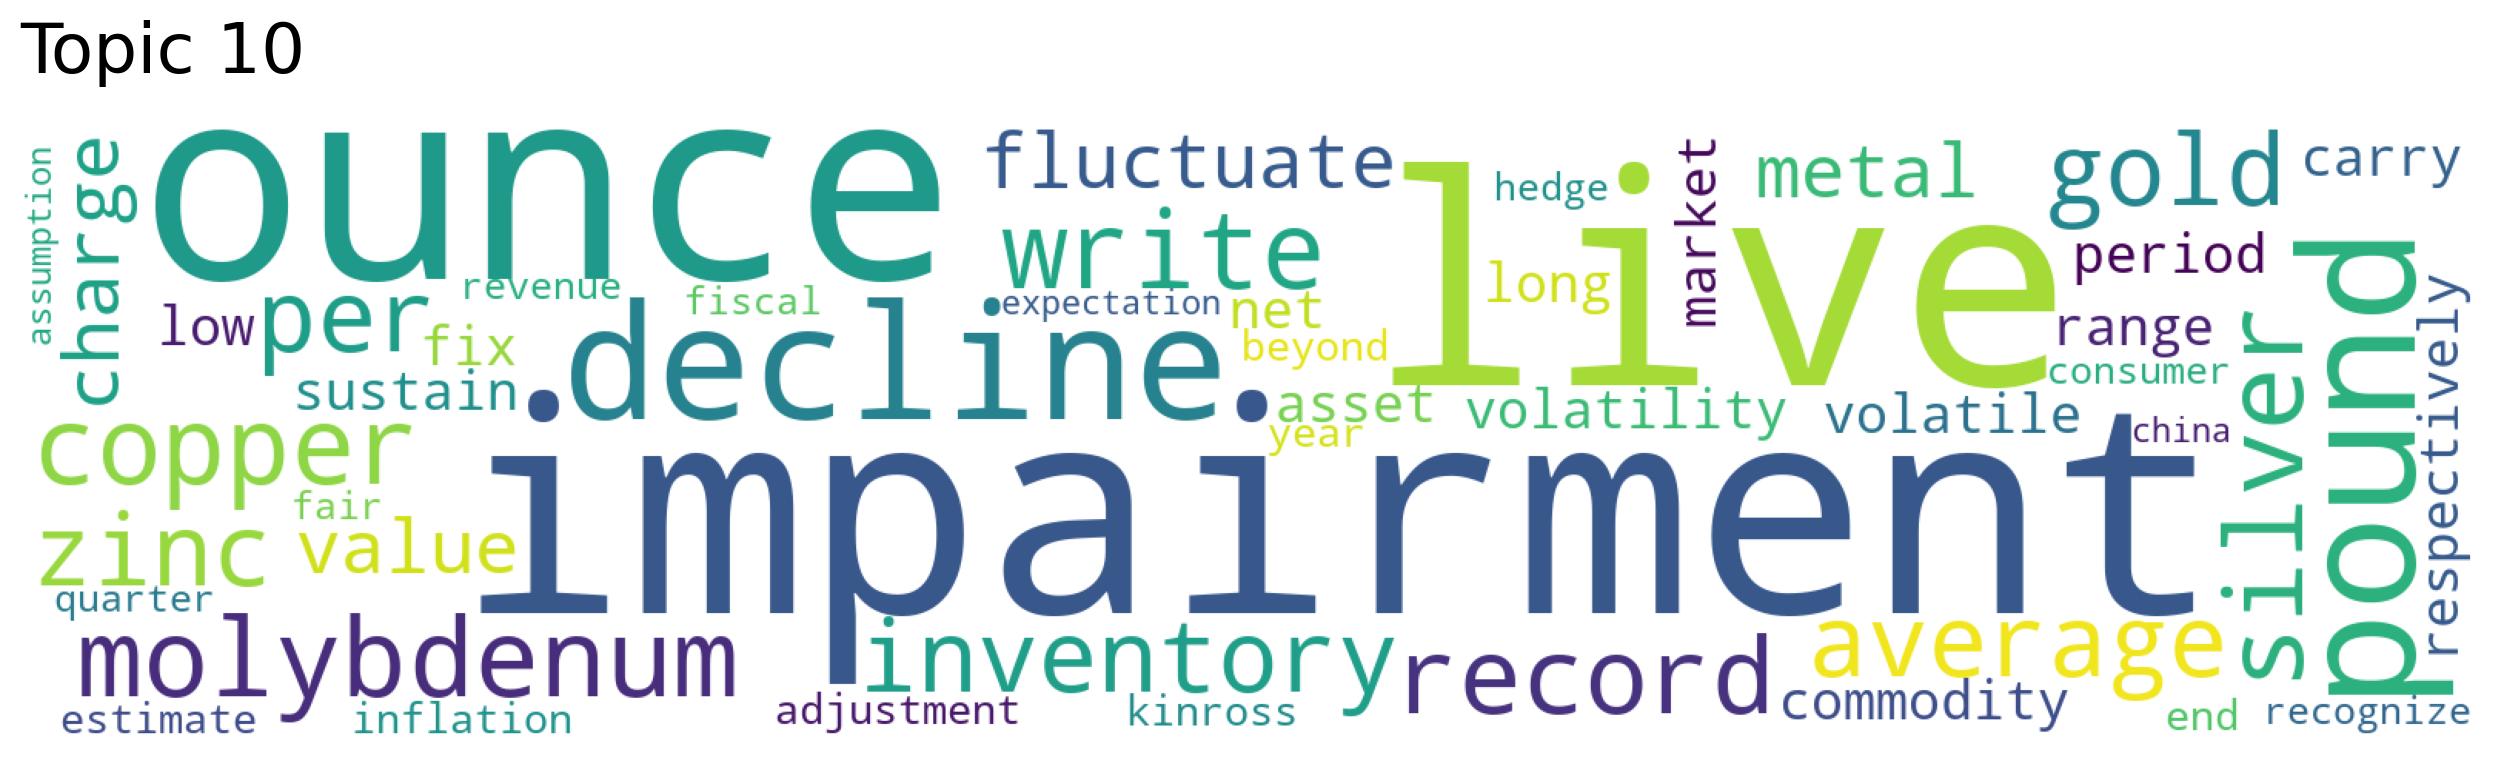 Topic 10
assumption
charge
ounce
fluctuate
live
hedge
market
metal
gold
carry
write
long
period
low
per
revenue
fiscal
expectation
net
range
fix
decline
beyond
consumer
sustain
asset
volatility
volatile
silver
pound
respectively
copper
year
china
fair
impairment
zinc
value
quarter
molybdenum
inventory
record
average
estimate
inflation
adjustment
kinross
commodity
end
recognize